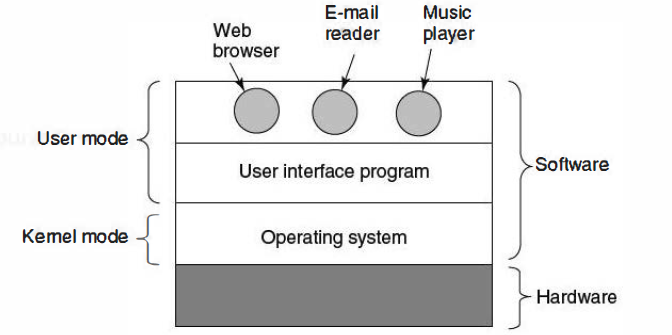 Web
browser
E-mail
reader
Music
player
User mode
User interface program
Software
Kernel mode
Operating system
Hardware